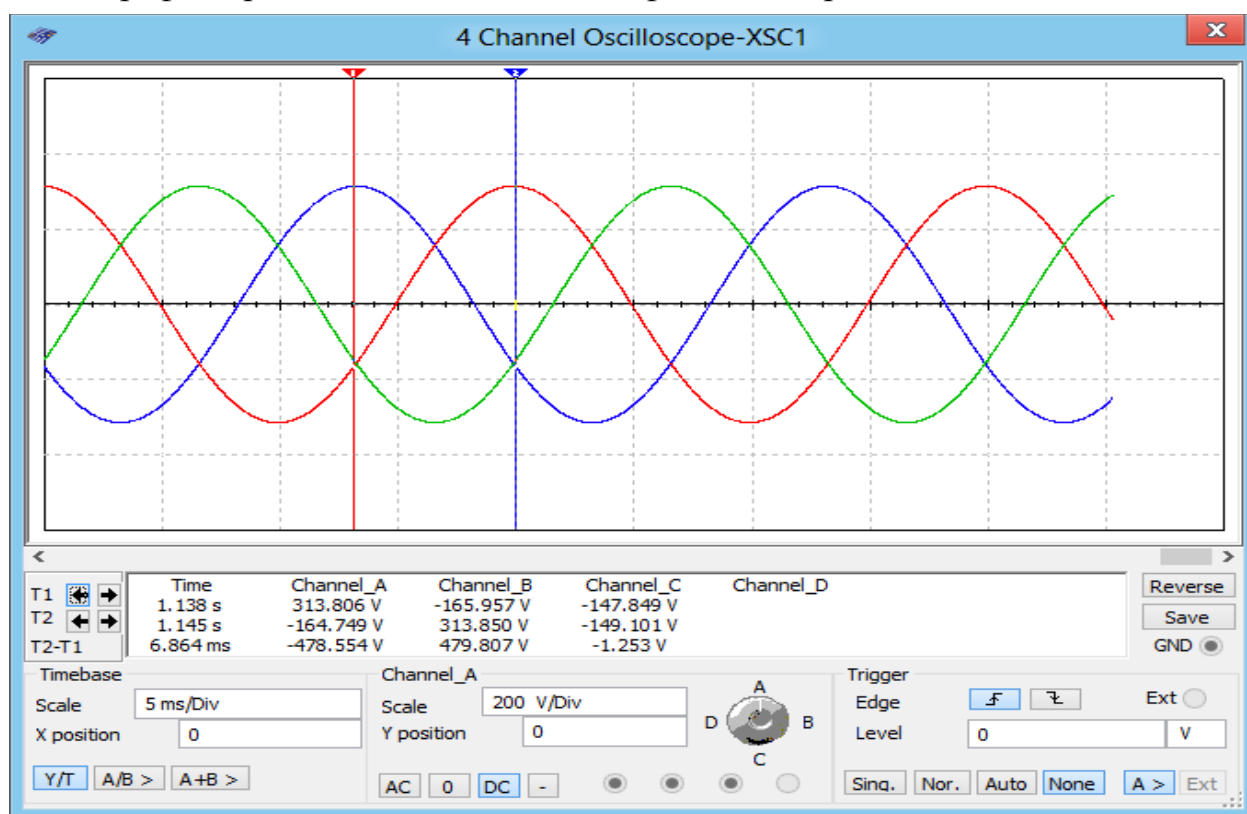 4 Channel Oscilloscope-XSC1
X
1 2
Time Channel_A Channel_B Channel_C Channel_D
T1 1.138 s 313.806 V -165.957 V -147.849 V
T2 1.145 s -164.749 V 313.850 V -149.101 V
T2-T1 6.864 ms -478.554 V 479.807 V -1.253 V
Reverse
Save
GND
Timebase
Scale 5 ms/Div
X position 0
Y/T A/B > A+B >
Channel_A
Scale 200 V/Div
Y position 0
AC 0 DC -
A
D B
C
Trigger
Edge Ext
Level 0 V
Sing. Nor. Auto None A > Ext